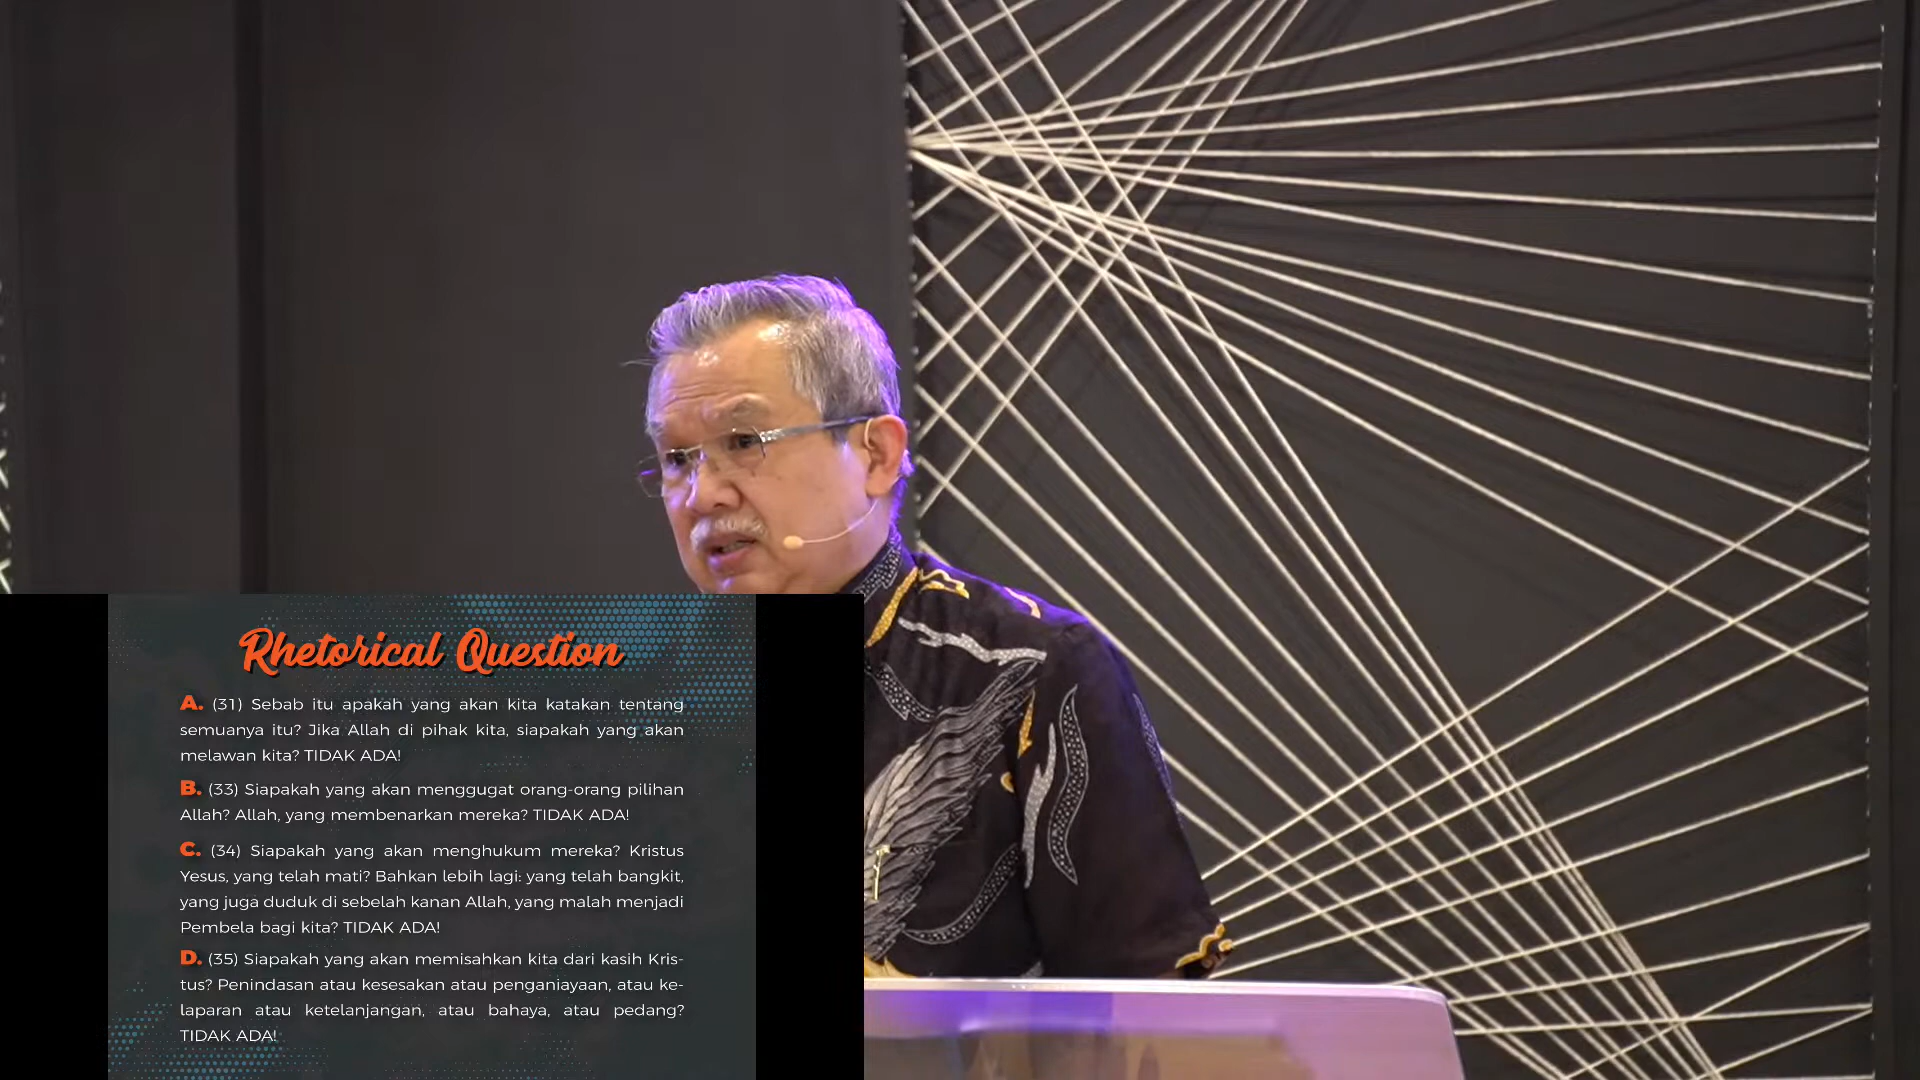 Rhetorical Question
A. (31) Sebab itu apakah yang akan kita katakan tentang
semuanya itu? Jika Allah di pihak kita, siapakah yang akan
melawan kita? TIDAK ADA!
B. (33) Siapakah yang akan menggugat orang-orang pilihan
Allah? Allah, yang membenarkan mereka? TIDAK ADA!
C. (34) Siapakah yang akan menghukum mereka? Kristus
Yesus, yang telah mati? Bahkan lebih lagi: yang telah bangkit,
yang juga duduk di sebelah kanan Allah, yang malah menjadi
Pembela bagi kita? TIDAK ADA!
D. (35) Siapakah yang akan memisahkan kita dari kasih Kris-
tus? Penindasan atau kesesakan atau penganiayaan, atau ke-
laparan atau ketelanjangan, atau bahaya, atau pedang?
TIDAK ADA!